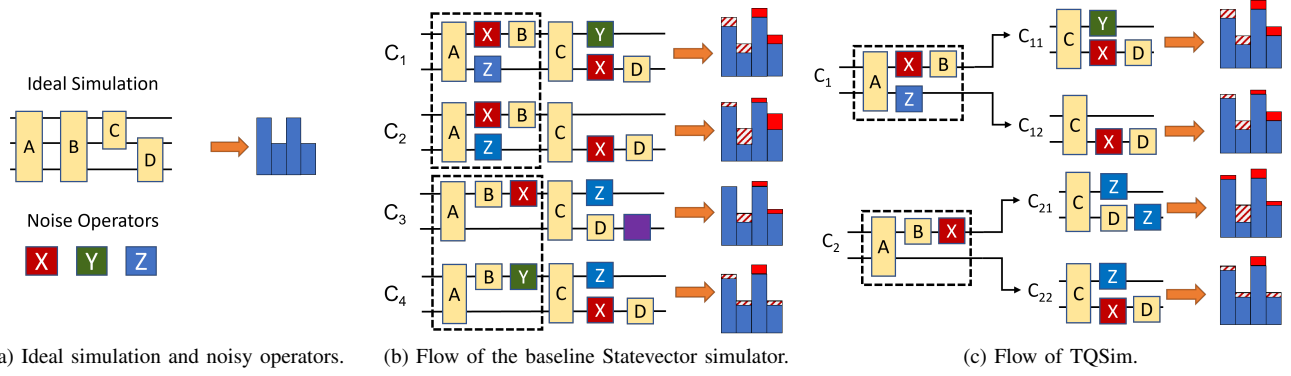 Ideal Simulation
A B C D
Noise Operators
X Y Z
a) Ideal simulation and noisy operators.
C1 A X B Z C Y X D
C2 A X B Z C X D
C3 A B X C Z D
C4 A B Y C Z X D
(b) Flow of the baseline Statevector simulator.
C1 A X B Z
C11 C Y X D
C12 C X D
C2 A B X
C21 C Z D Z
C22 C Z X D
(c) Flow of TQSim.